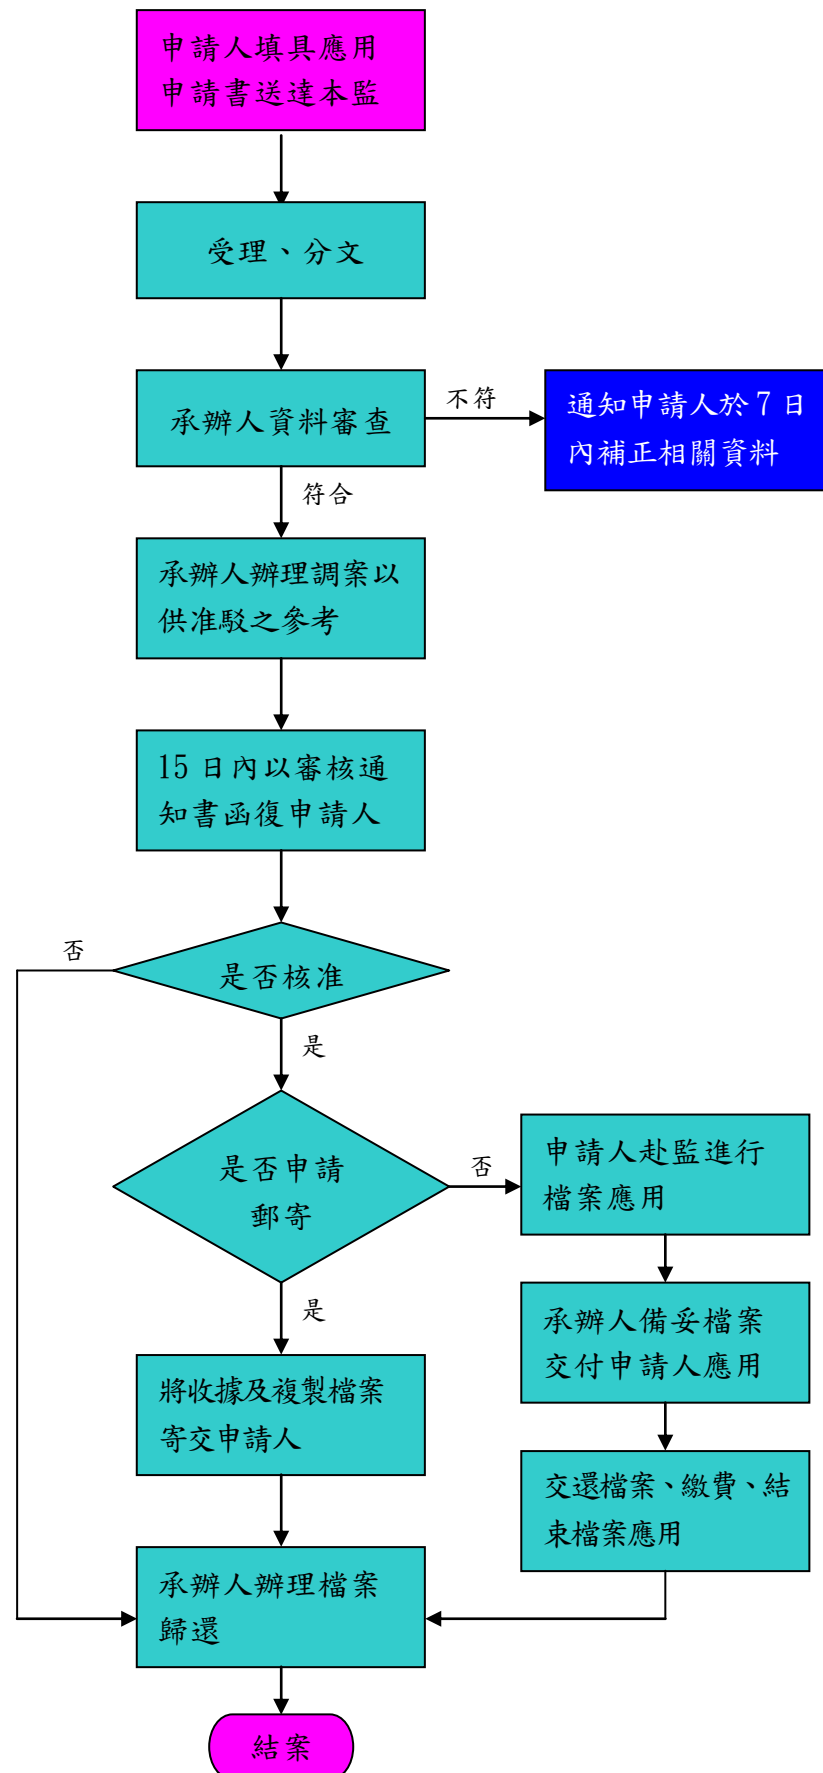 申請人填具應用
申請書送達本監
受理、分文
承辦人資料審查
不符
通知申請人於 7 日
內補正相關資料
符合
承辦人辦理調案以
供准駁之參考
15 日內以審核通
知書函復申請人
否
是否核准
是
是否申請
郵寄
否
申請人赴監進行
檔案應用
承辦人備妥檔案
交付申請人應用
是
將收據及複製檔案
寄交申請人
交還檔案、繳費、結
束檔案應用
承辦人辦理檔案
歸還
結案